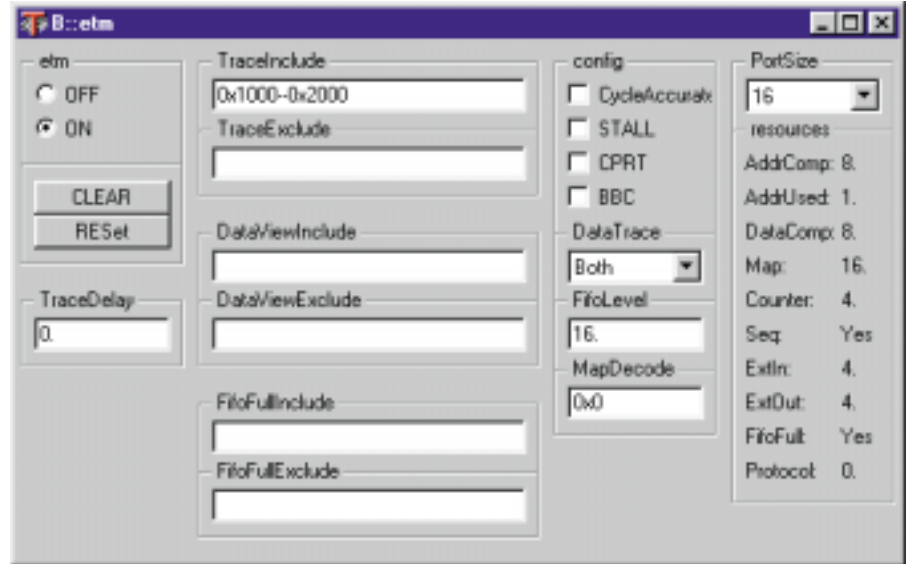 B::etm
etm
OFF
ON
CLEAR
RESet
TraceDelay
0.
TraceInclude
0x1000--0x2000
TraceExclude
DataViewInclude
DataViewExclude
FifoFullInclude
FifoFullExclude
config
CycleAccurate
STALL
CPRT
BBC
DataTrace
Both
FifoLevel
16.
MapDecode
0x0
PortSize
16
resources
AddrComp: 8.
AddrUsed: 1.
DataComp: 8.
Map: 16.
Counter: 4.
Seq: Yes
ExtIn: 4.
ExtOut: 4.
FifoFull: Yes
Protocol: 0.